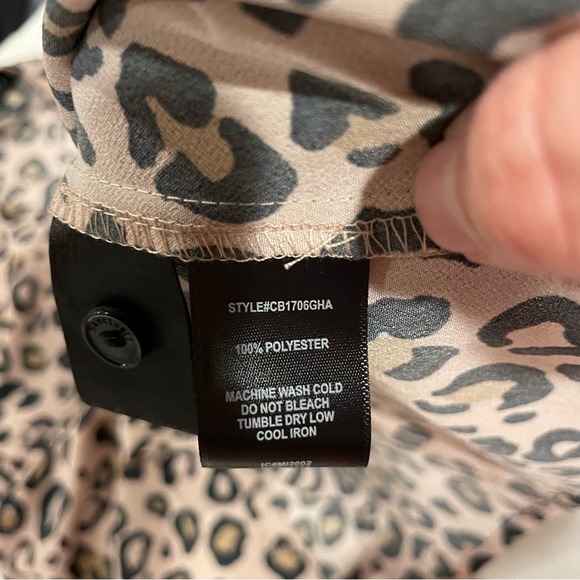 STYLE#CB1706GHA
100% POLYESTER
MACHINE WASH COLD
DO NOT BLEACH
TUMBLE DRY LOW
COOL IRON